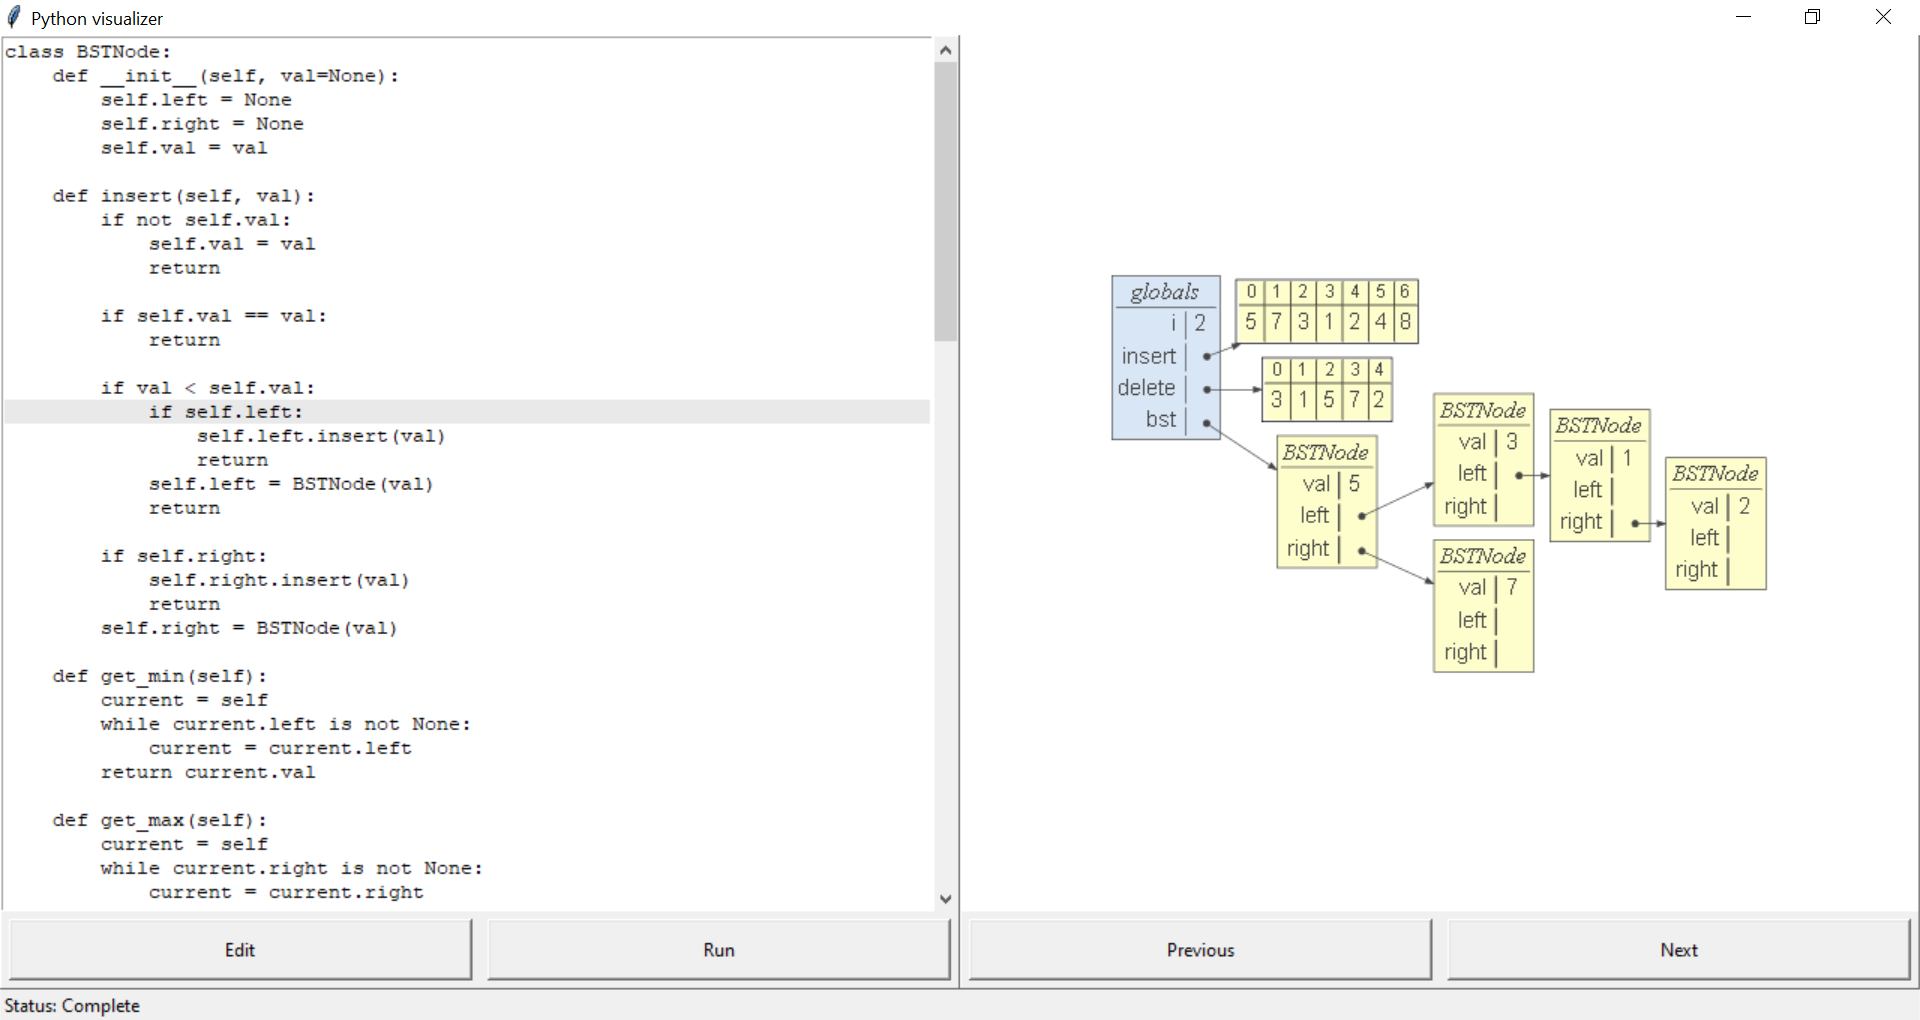 Python visualizer
class BSTNode:
    def __init__(self, val=None):
        self.left = None
        self.right = None
        self.val = val

    def insert(self, val):
        if not self.val:
            self.val = val
            return

        if self.val == val:
            return

        if val < self.val:
            if self.left:
                self.left.insert(val)
                return
            self.left = BSTNode(val)
            return

        if self.right:
            self.right.insert(val)
            return
        self.right = BSTNode(val)

    def get_min(self):
        current = self
        while current.left is not None:
            current = current.left
        return current.val

    def get_max(self):
        current = self
        while current.right is not None:
            current = current.right
globals
i 2
insert
delete
bst
0 1 2 3 4 5 6
5 7 3 1 2 4 8
0 1 2 3 4
3 1 5 7 2
BSTNode
val 5
left
right
BSTNode
val 3
left
right
BSTNode
val 1
left
right
BSTNode
val 2
left
right
BSTNode
val 7
left
right
Edit
Run
Previous
Next
Status: Complete